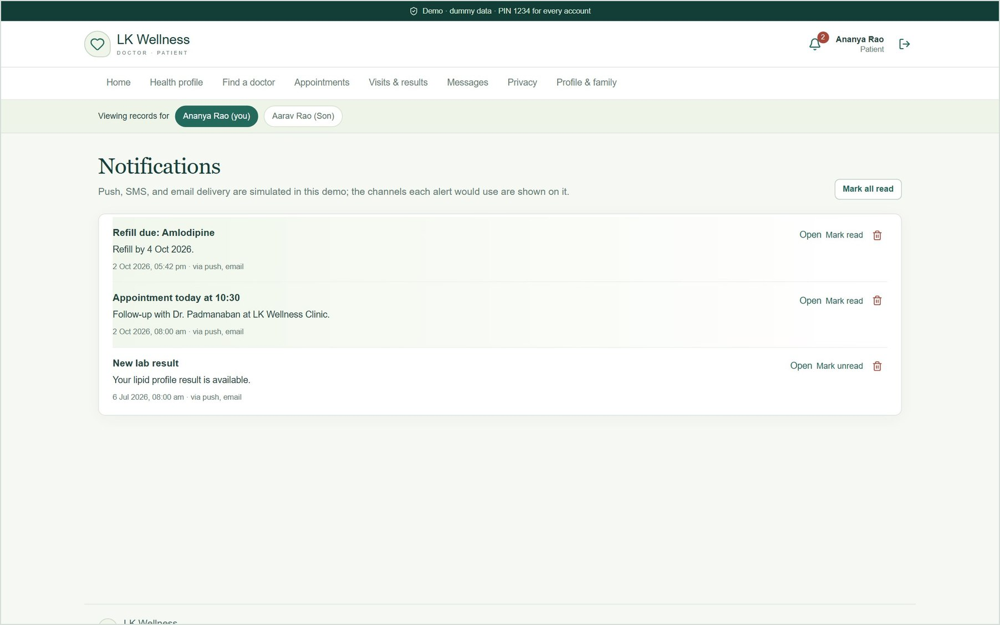 Demo · dummy data · PIN 1234 for every account
LK Wellness
DOCTOR · PATIENT
2
Ananya Rao
Patient
Home Health profile Find a doctor Appointments Visits & results Messages Privacy Profile & family
Viewing records for Ananya Rao (you) Aarav Rao (Son)
Notifications
Push, SMS, and email delivery are simulated in this demo; the channels each alert would use are shown on it.
Mark all read
Refill due: Amlodipine
Open Mark read
Refill by 4 Oct 2026.
2 Oct 2026, 05:42 pm · via push, email
Appointment today at 10:30
Open Mark read
Follow-up with Dr. Padmanaban at LK Wellness Clinic.
2 Oct 2026, 08:00 am · via push, email
New lab result
Open Mark unread
Your lipid profile result is available.
6 Jul 2026, 08:00 am · via push, email
LK Wellness